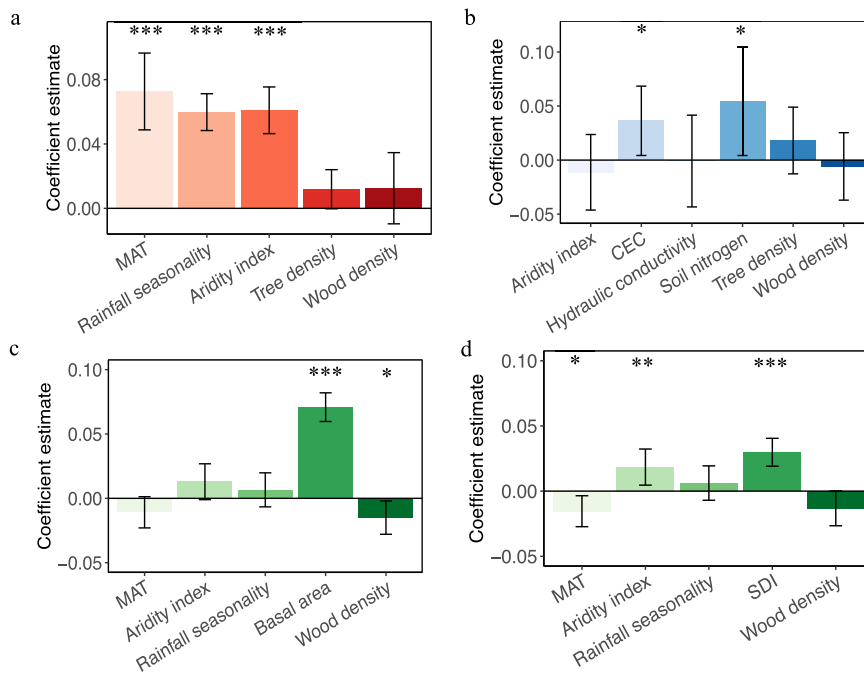 a
Coefficient estimate
0.08
0.04
0.00
*** *** ***
MAT
Rainfall seasonality
Aridity index
Tree density
Wood density
b
Coefficient estimate
0.10
0.05
0.00
−0.05
* *
Aridity index
CEC
Hydraulic conductivity
Soil nitrogen
Tree density
Wood density
c
Coefficient estimate
0.10
0.05
0.00
−0.05
*** *
MAT
Aridity index
Rainfall seasonality
Basal area
Wood density
d
Coefficient estimate
0.10
0.05
0.00
−0.05
* ** ***
MAT
Aridity index
Rainfall seasonality
SDI
Wood density